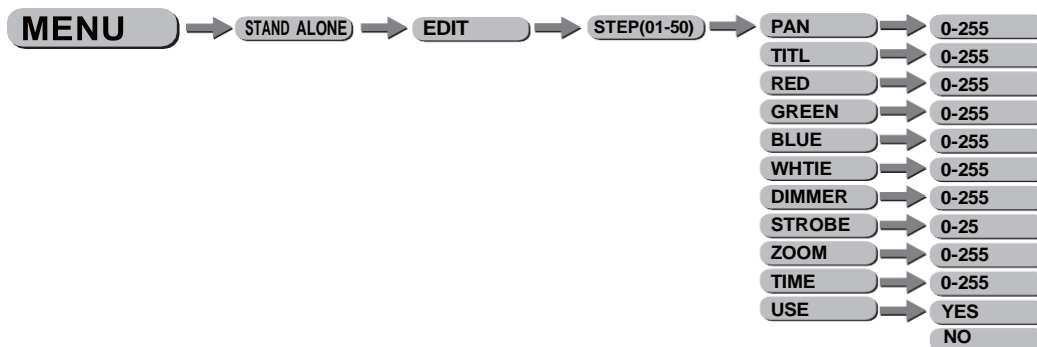 MENU STAND ALONE EDIT STEP(01-50) PAN 0-255
TITL 0-255
RED 0-255
GREEN 0-255
BLUE 0-255
WHTIE 0-255
DIMMER 0-255
STROBE 0-25
ZOOM 0-255
TIME 0-255
USE YES
NO